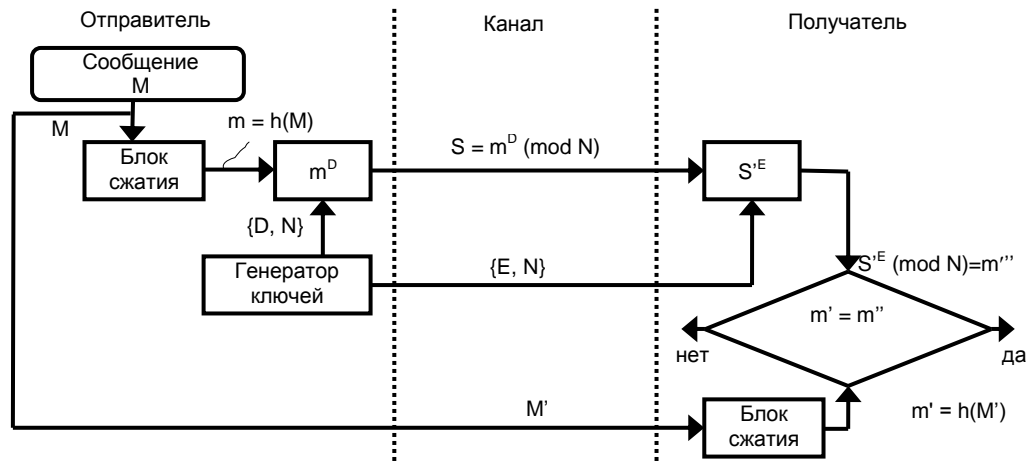 Отправитель
Канал
Получатель
Сообщение
M
M
m = h(M)
Блок
сжатия
m^D
S = m^D (mod N)
S'^E
{D, N}
Генератор
ключей
{E, N}
S'^E (mod N)=m'''
m' = m''
нет
да
M'
Блок
сжатия
m' = h(M')